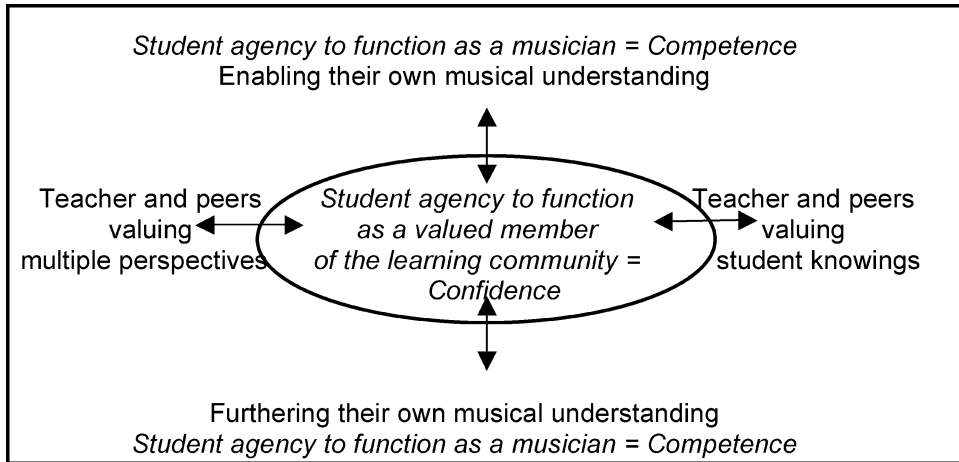 Student agency to function as a musician = Competence
Enabling their own musical understanding
Teacher and peers
valuing
multiple perspectives
Student agency to function
as a valued member
of the learning community =
Confidence
Teacher and peers
valuing
student knowings
Furthering their own musical understanding
Student agency to function as a musician = Competence